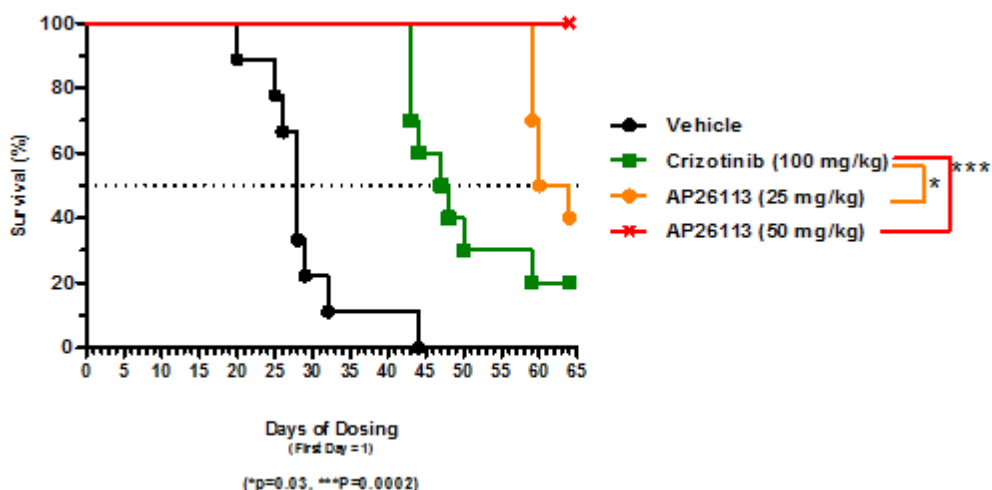 100
80
60
40
20
0
Survival (%)
0 5 10 15 20 25 30 35 40 45 50 55 60 65
Days of Dosing
(First Day = 1)
(*p=0.03, ***P=0.0002)
Vehicle
Crizotinib (100 mg/kg)
AP26113 (25 mg/kg)
AP26113 (50 mg/kg)
*
***